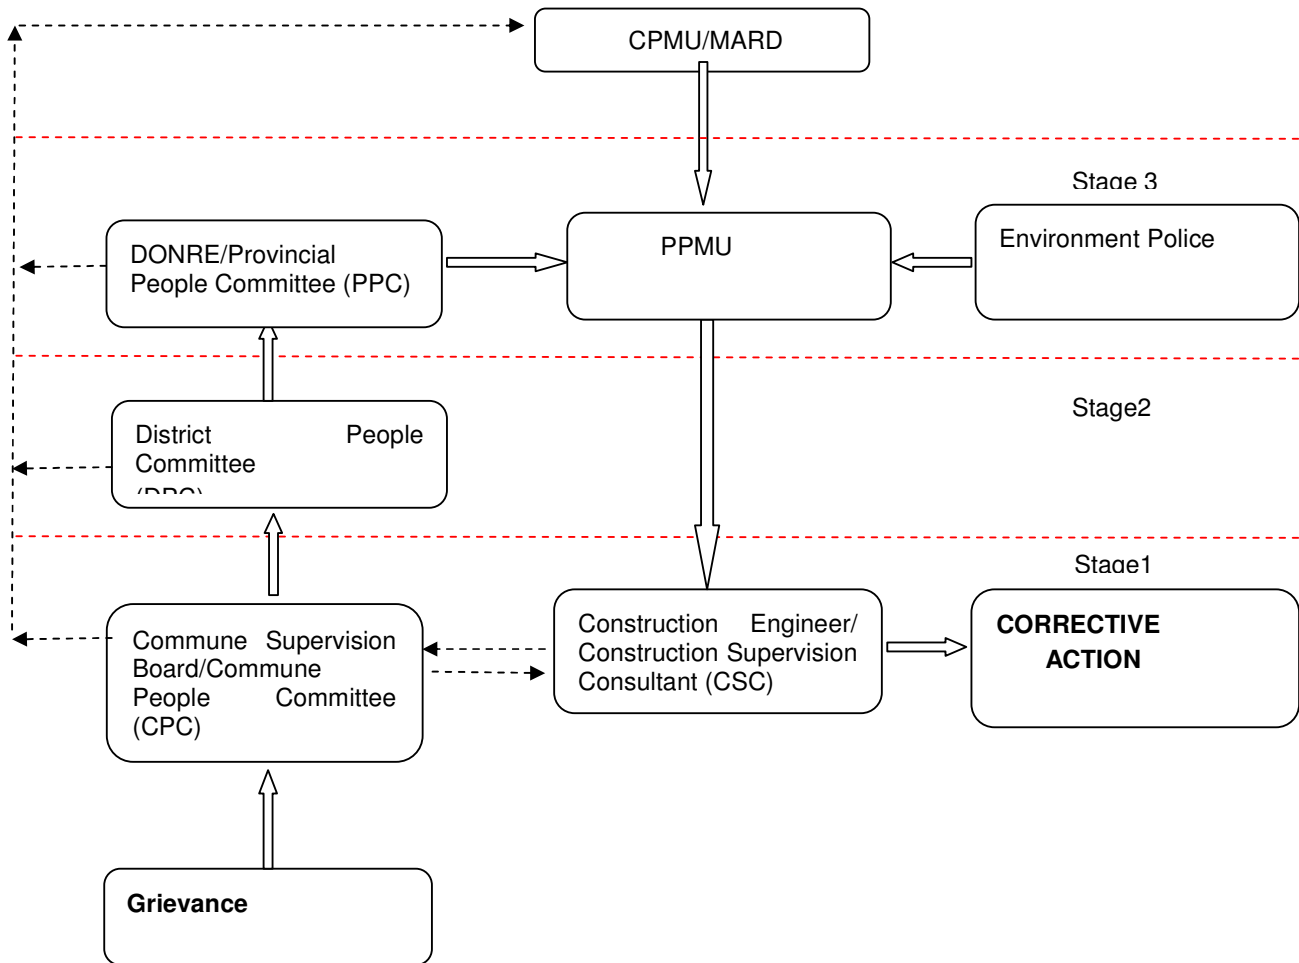 CPMU/MARD
Stage 3
DONRE/Provincial
People Committee (PPC)
PPMU
Environment Police
Stage2
District People
Committee
(DPC)
Stage1
Commune Supervision
Board/Commune
People Committee
(CPC)
Construction Engineer/
Construction Supervision
Consultant (CSC)
CORRECTIVE
ACTION
Grievance